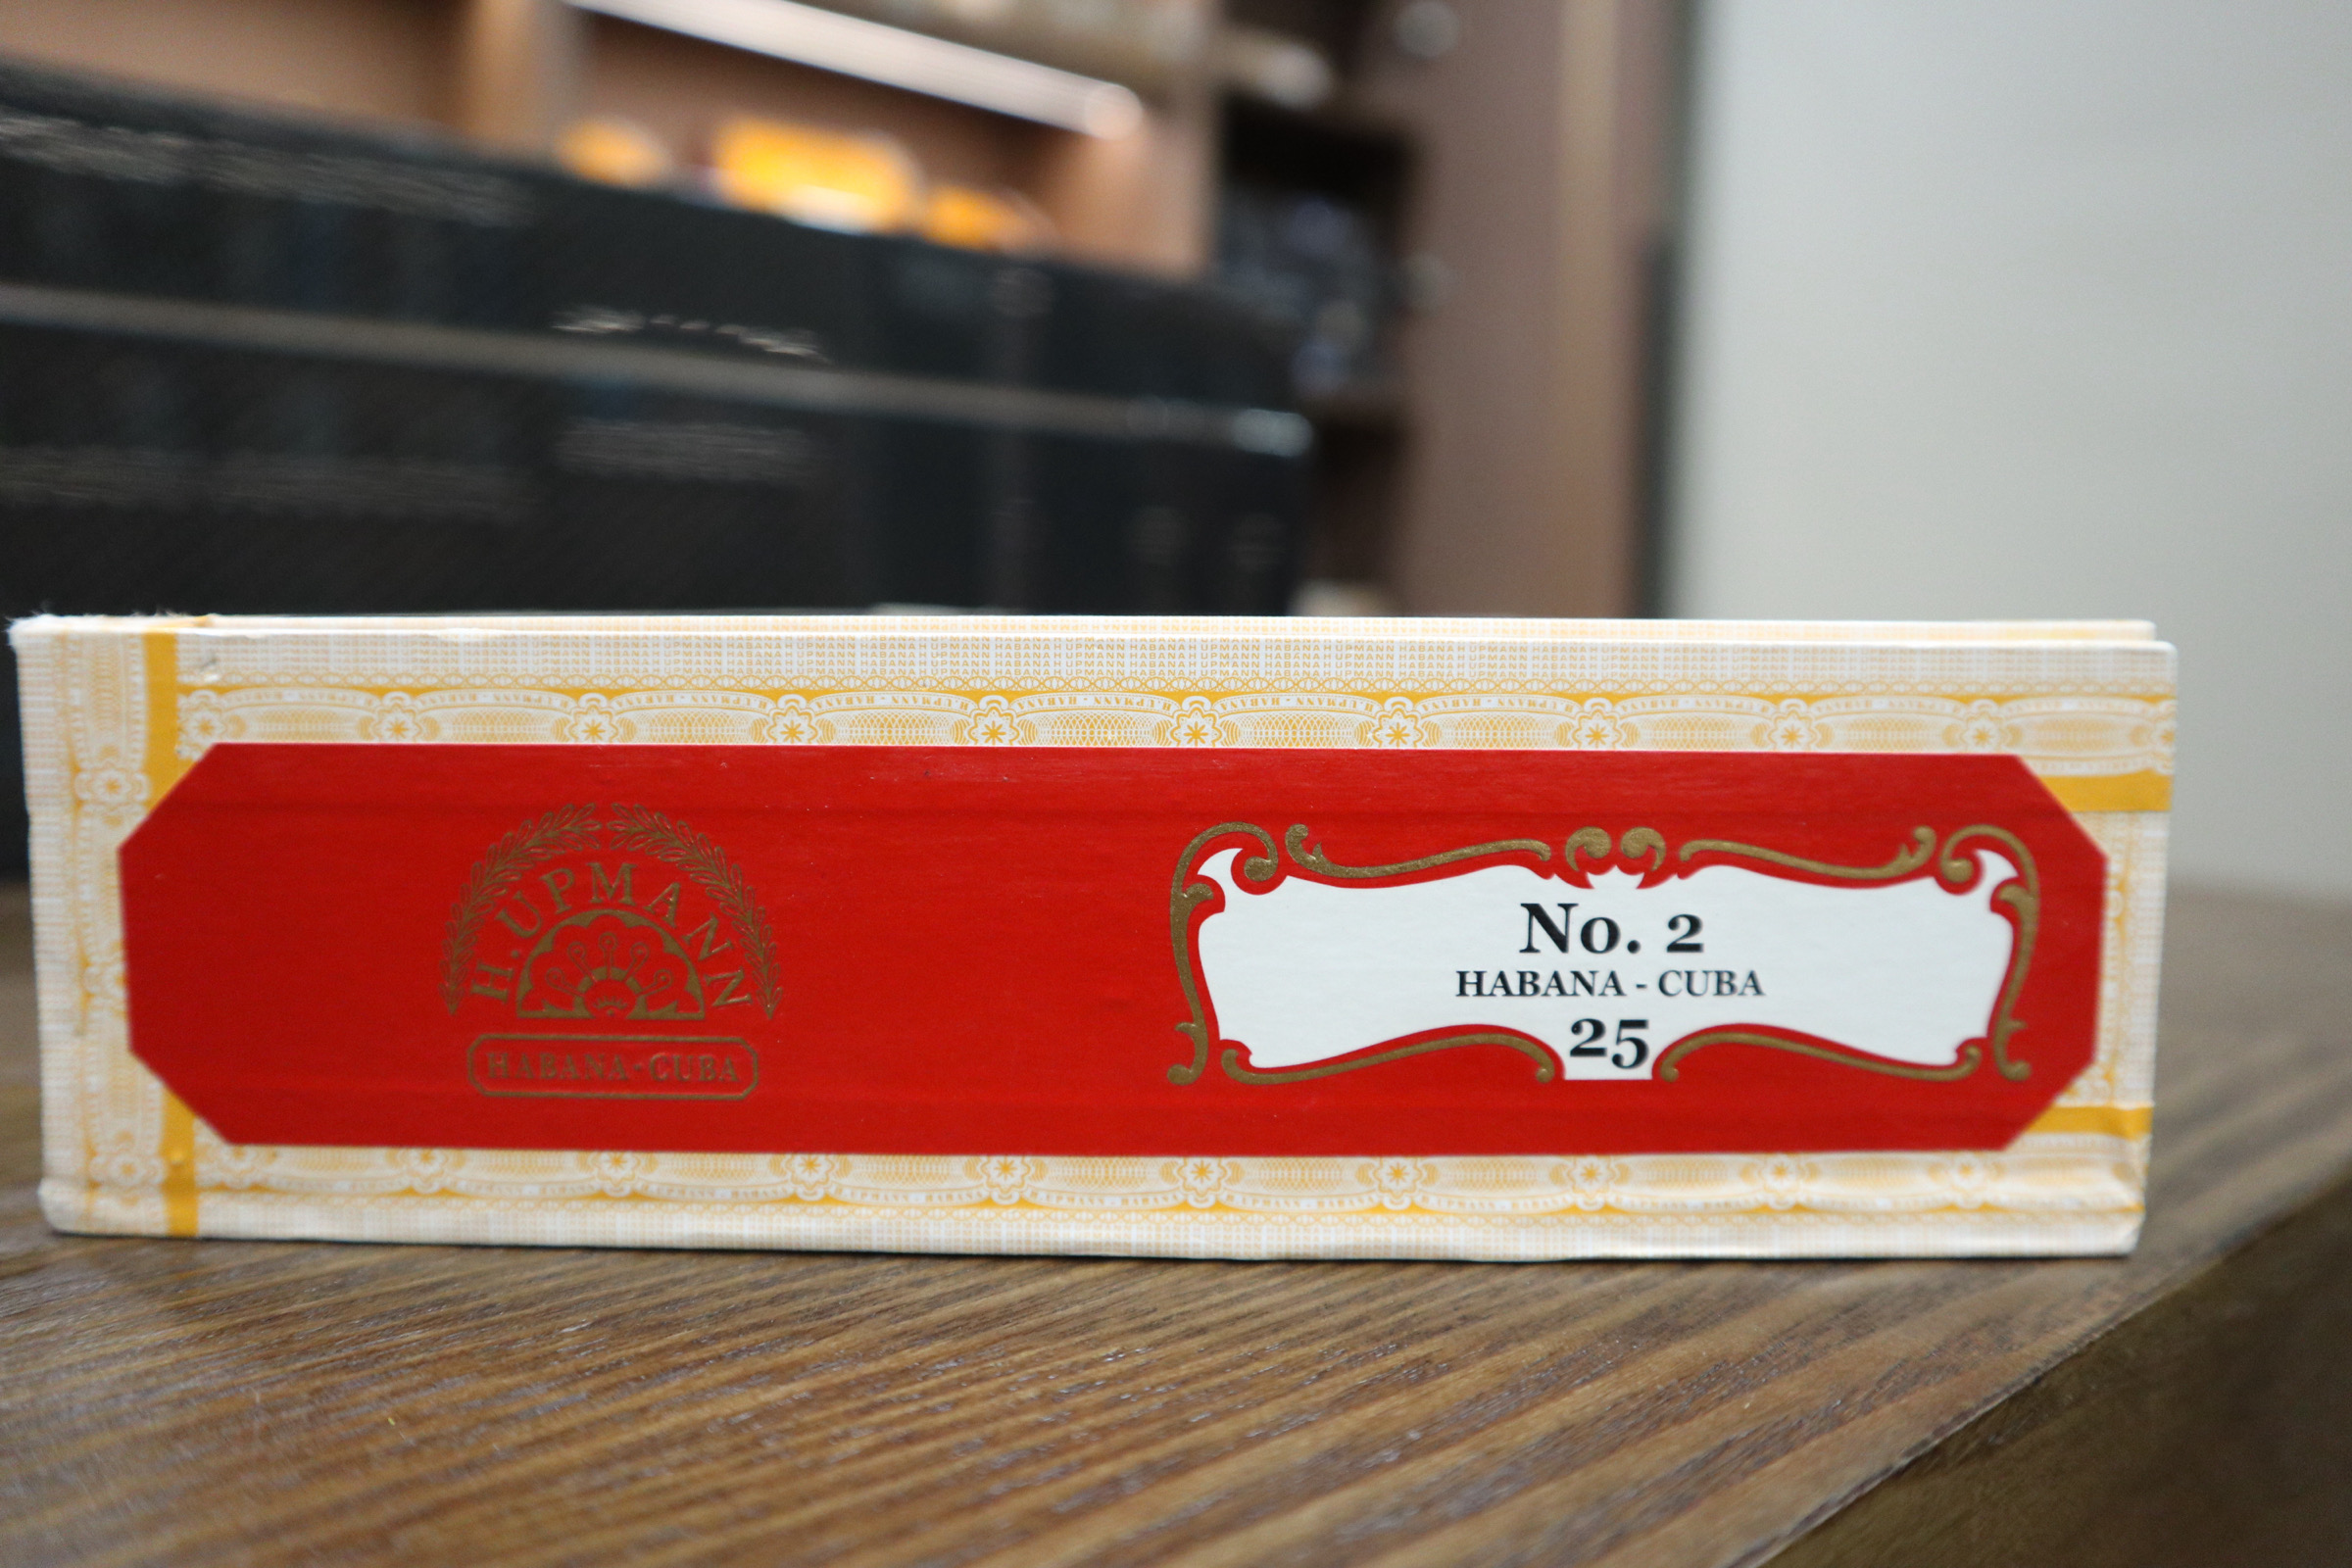 H. UPMANN
HABANA-CUBA
No. 2
HABANA - CUBA
25